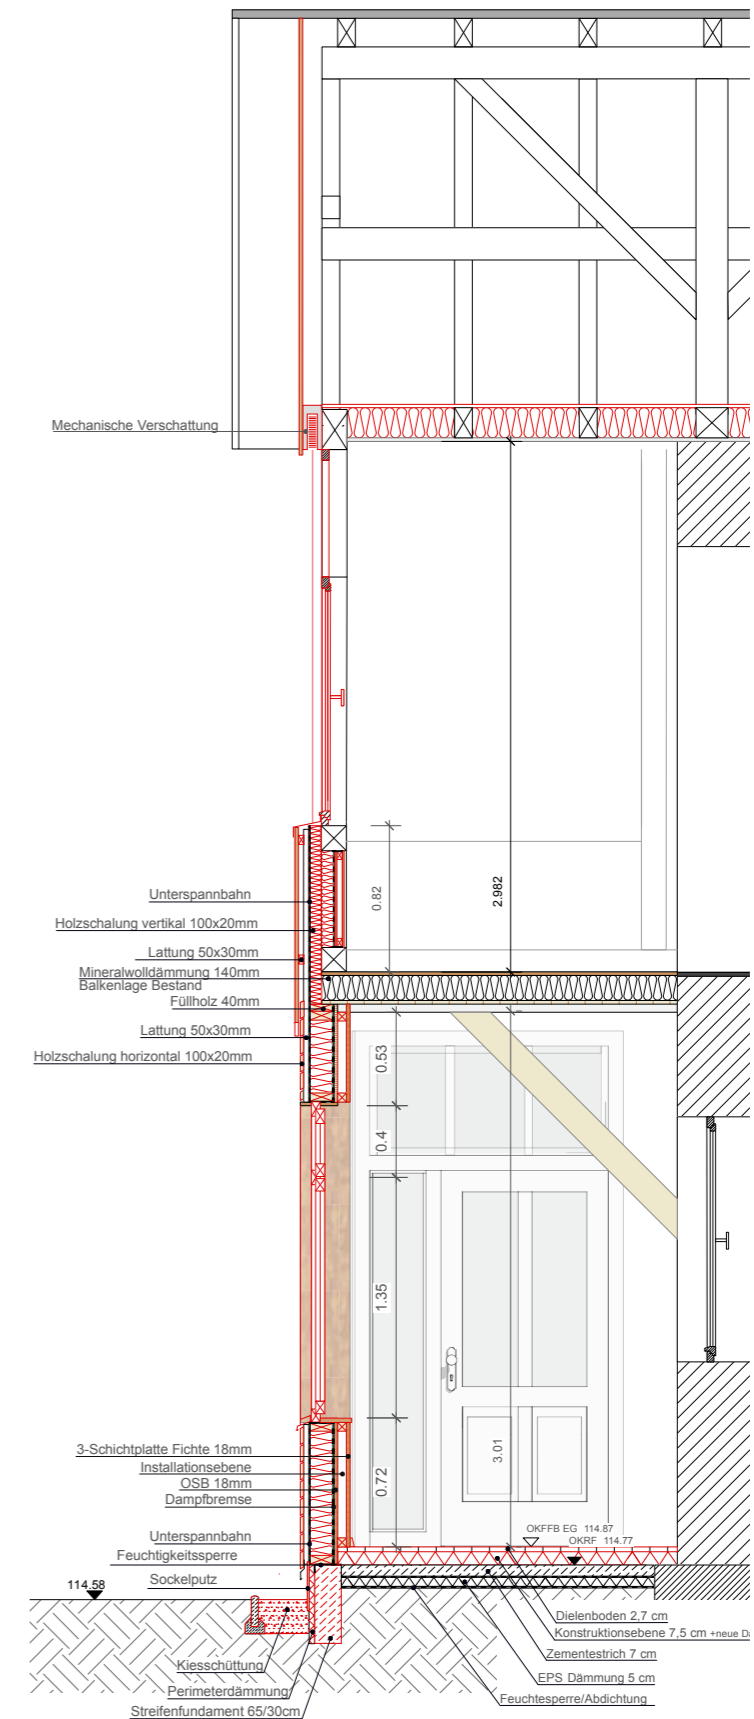 Mechanische Verschattung
0.82
2.982
Unterspannbahn
Holzschalung vertikal 100x20mm
Lattung 50x30mm
Mineralwolldämmung 140mm
Balkenlage Bestand
Füllholz 40mm
Lattung 50x30mm
Holzschalung horizontal 100x20mm
0.53
0.4
1.35
3-Schichtplatte Fichte 18mm
Installationsebene
OSB 18mm
Dampfbremse
0.72
3.01
Unterspannbahn
Feuchtigkeitssperre
Sockelputz
OKFFB EG 114.87
OKRF 114.77
114.58
Dielenboden 2,7 cm
Konstruktionsebene 7,5 cm +neue
Zementestrich 7 cm
EPS Dämmung 5 cm
Feuchtesperre/Abdichtung
Kiesschüttung
Perimeterdämmung
Streifenfundament 65/30cm